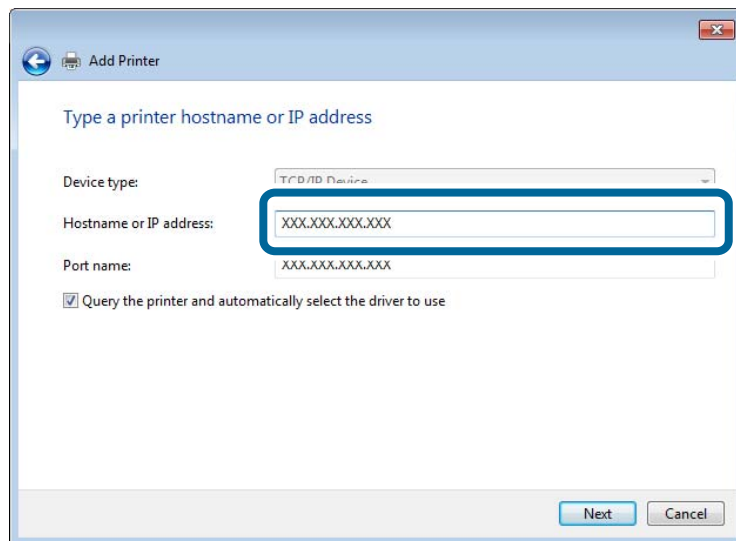 Add Printer
Type a printer hostname or IP address
Device type: TCP/IP Device
Hostname or IP address: XXX.XXX.XXX.XXX
Port name: XXX.XXX.XXX.XXX
Query the printer and automatically select the driver to use
Next Cancel